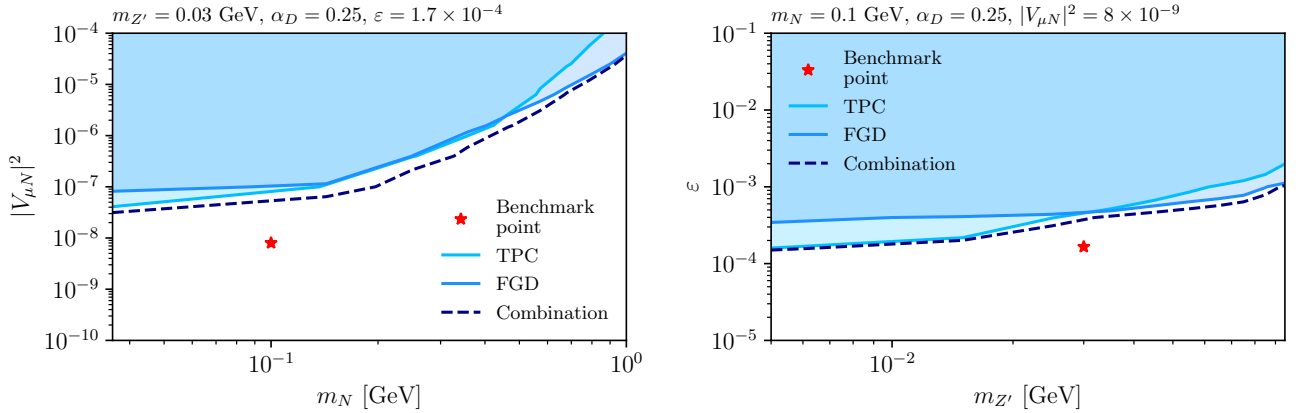 m_{Z'} = 0.03 GeV, α_D = 0.25, ε = 1.7 × 10^{−4}
10^{−4}
10^{−5}
10^{−6}
10^{−7}
10^{−8}
10^{−9}
10^{−10}
|V_{μN}|^2
Benchmark
point
TPC
FGD
Combination
10^{−1}
10^0
m_N [GeV]
m_N = 0.1 GeV, α_D = 0.25, |V_{μN}|^2 = 8 × 10^{−9}
10^{−1}
10^{−2}
10^{−3}
10^{−4}
10^{−5}
ε
Benchmark
point
TPC
FGD
Combination
10^{−2}
m_{Z'} [GeV]